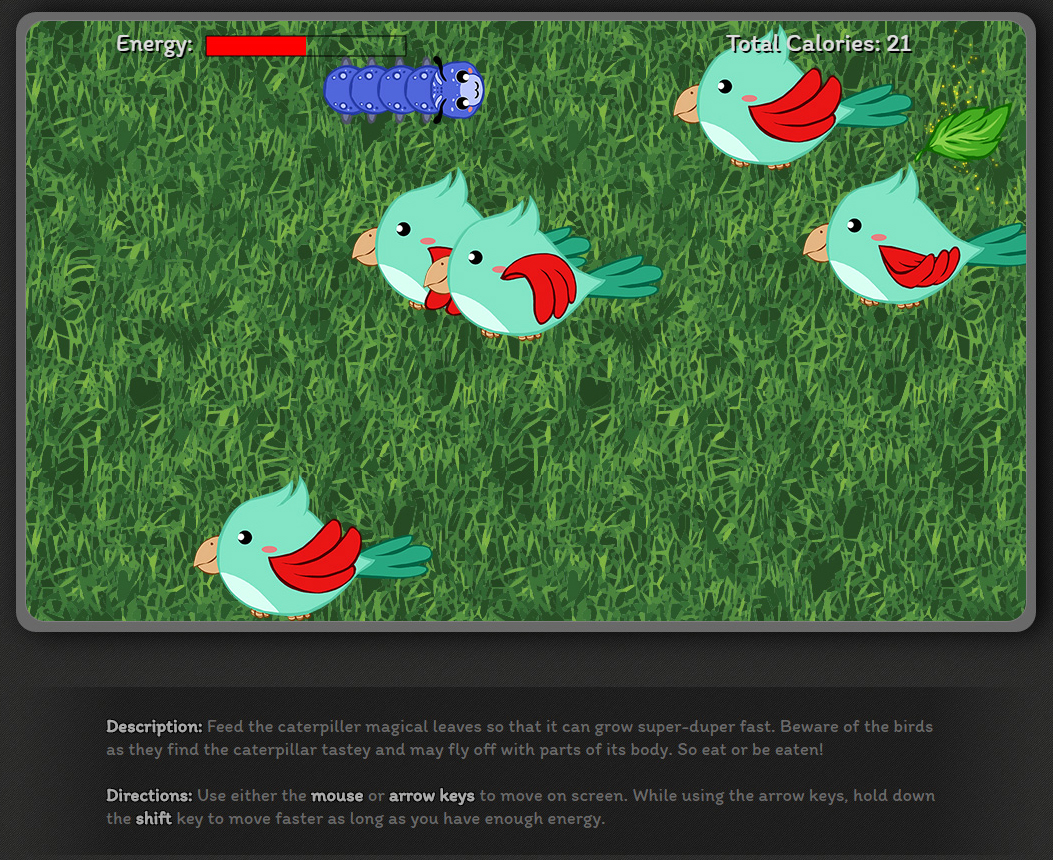 Energy:
Total Calories: 21
Description: Feed the caterpiller magical leaves so that it can grow super-duper fast. Beware of the birds
as they find the caterpillar tastey and may fly off with parts of its body. So eat or be eaten!
Directions: Use either the mouse or arrow keys to move on screen. While using the arrow keys, hold down
the shift key to move faster as long as you have enough energy.